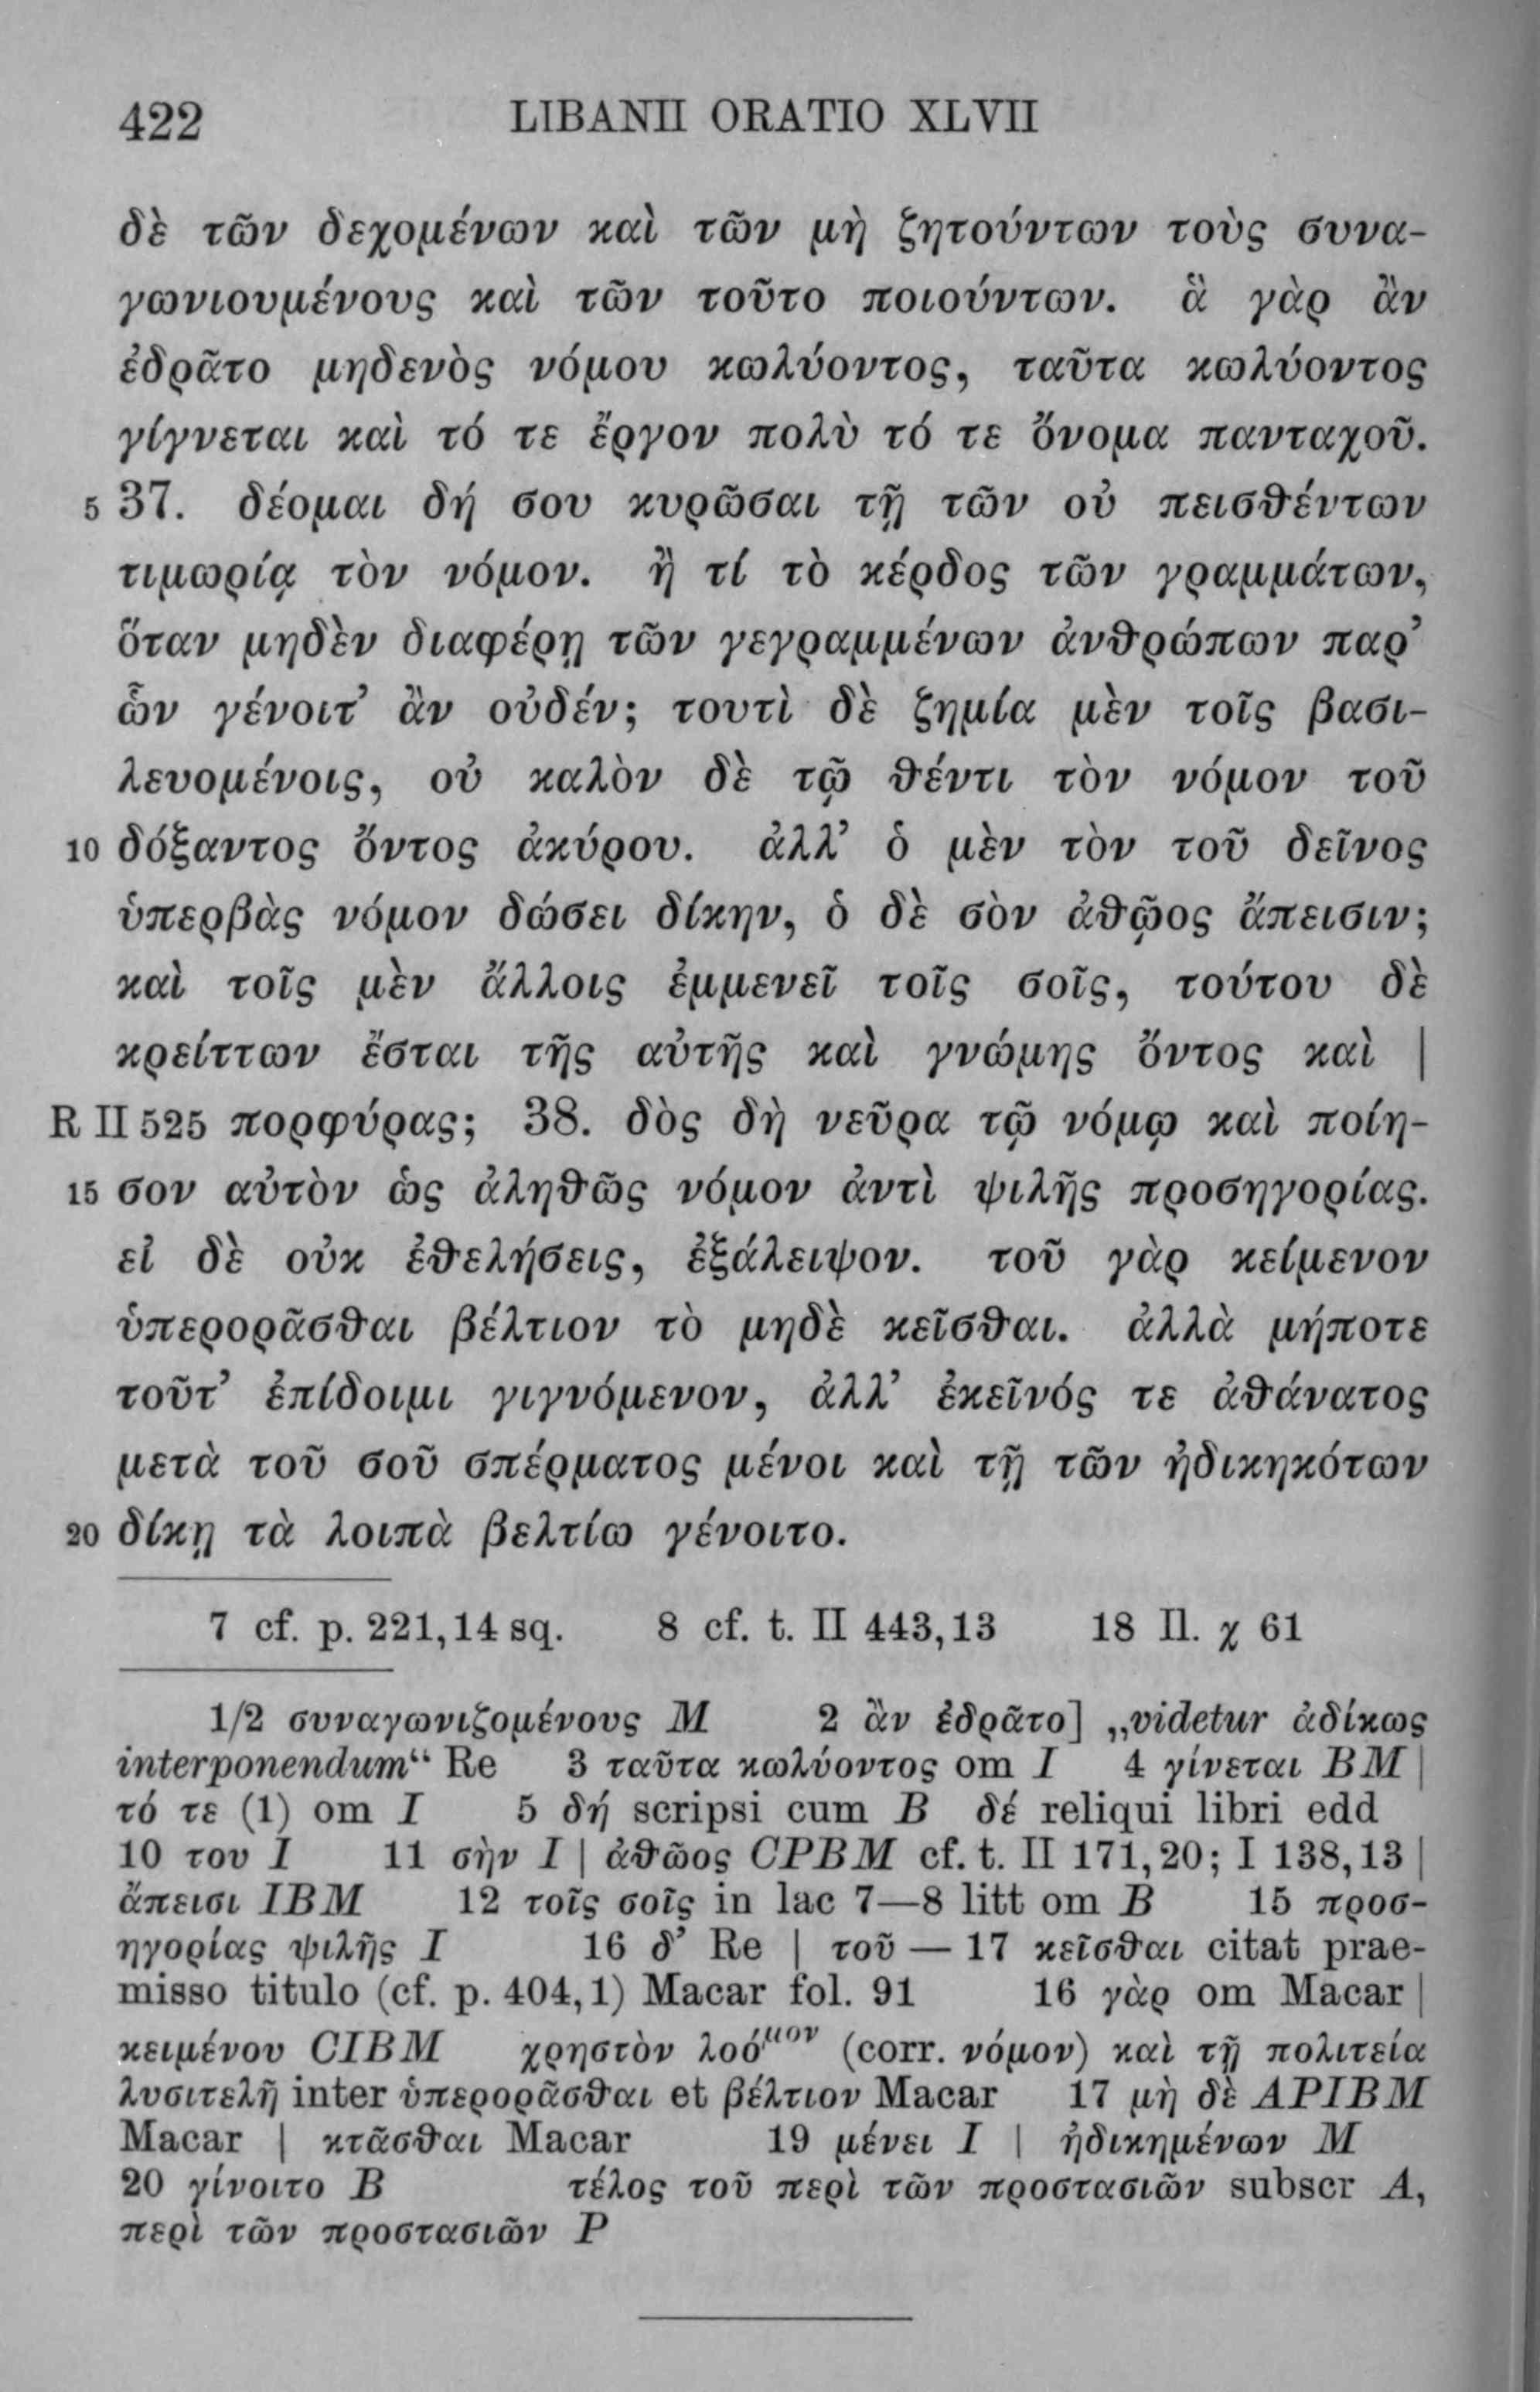 422 LIBANII ORATIO XLVII
δὲ τῶν δεχομένων καὶ τῶν μὴ ζητούντων τοὺς συνα-
γωνιουμένους καὶ τῶν τοῦτο ποιούντων. ἃ γὰρ ἂν
ἐδρᾶτο μηδενὸς νόμου κωλύοντος, ταῦτα κωλύοντος
γίγνεται καὶ τό τε ἔργον πολὺ τό τε ὄνομα πανταχοῦ.
5 37. δέομαι δή σου κυρῶσαι τῇ τῶν οὐ πεισθέντων
τιμωρίᾳ τὸν νόμον. ἢ τί τὸ κέρδος τῶν γραμμάτων,
ὅταν μηδὲν διαφέρῃ τῶν γεγραμμένων ἀνθρώπων παρ’
ὧν γένοιτ’ ἂν οὐδέν; τουτὶ δὲ ζημία μὲν τοῖς βασι-
λευομένοις, οὐ καλὸν δὲ τῷ θέντι τὸν νόμον τοῦ
10 δόξαντος ὄντος ἀκύρου. ἀλλ’ ὁ μὲν τὸν τοῦ δεῖνος
ὑπερβὰς νόμον δώσει δίκην, ὁ δὲ σὸν ἀθῷος ἄπεισιν;
καὶ τοῖς μὲν ἄλλοις ἐμμενεῖ τοῖς σοῖς, τούτου δὲ
κρείττων ἔσται τῆς αὐτῆς καὶ γνώμης ὄντος καὶ |
R II 525 πορφύρας; 38. δὸς δὴ νεῦρα τῷ νόμῳ καὶ ποίη-
15 σον αὐτὸν ὡς ἀληθῶς νόμον ἀντὶ ψιλῆς προσηγορίας.
εἰ δὲ οὐκ ἐθελήσεις, ἐξάλειψον. τοῦ γὰρ κείμενον
ὑπερορᾶσθαι βέλτιον τὸ μηδὲ κεῖσθαι. ἀλλὰ μήποτε
τοῦτ’ ἐπίδοιμι γιγνόμενον, ἀλλ’ ἐκεῖνός τε ἀθάνατος
μετὰ τοῦ σοῦ σπέρματος μένοι καὶ τῇ τῶν ἠδικηκότων
20 δίκῃ τὰ λοιπὰ βελτίω γένοιτο.
7 cf. p. 221,14 sq. 8 cf. t. II 443,13 18 Il. χ 61
1/2 συναγωνιζομένους M 2 ἂν ἐδρᾶτο] „videtur ἀδίκως
interponendum“ Re 3 ταῦτα κωλύοντος om I 4 γίνεται BM |
τό τε (1) om I 5 δή scripsi cum B δέ reliqui libri edd
10 του I 11 σὴν I | ἀθῶος CPBM cf. t. II 171,20; I 138,13 |
ἄπεισι IBM 12 τοῖς σοῖς in lac 7—8 litt om B 15 προσ-
ηγορίας ψιλῆς I 16 δ’ Re | τοῦ — 17 κεῖσθαι citat prae-
misso titulo (cf. p. 404,1) Macar fol. 91 16 γὰρ om Macar |
κειμένου CIBM χρηστὸν λοόμον (corr. νόμον) καὶ τῇ πολιτεία
λυσιτελῆ inter ὑπερορᾶσθαι et βέλτιον Macar 17 μὴ δὲ APIBM
Macar | κτᾶσθαι Macar 19 μένει I | ἠδικημένων M
20 γίνοιτο B τέλος τοῦ περὶ τῶν προστασιῶν subscr A,
περὶ τῶν προστασιῶν P